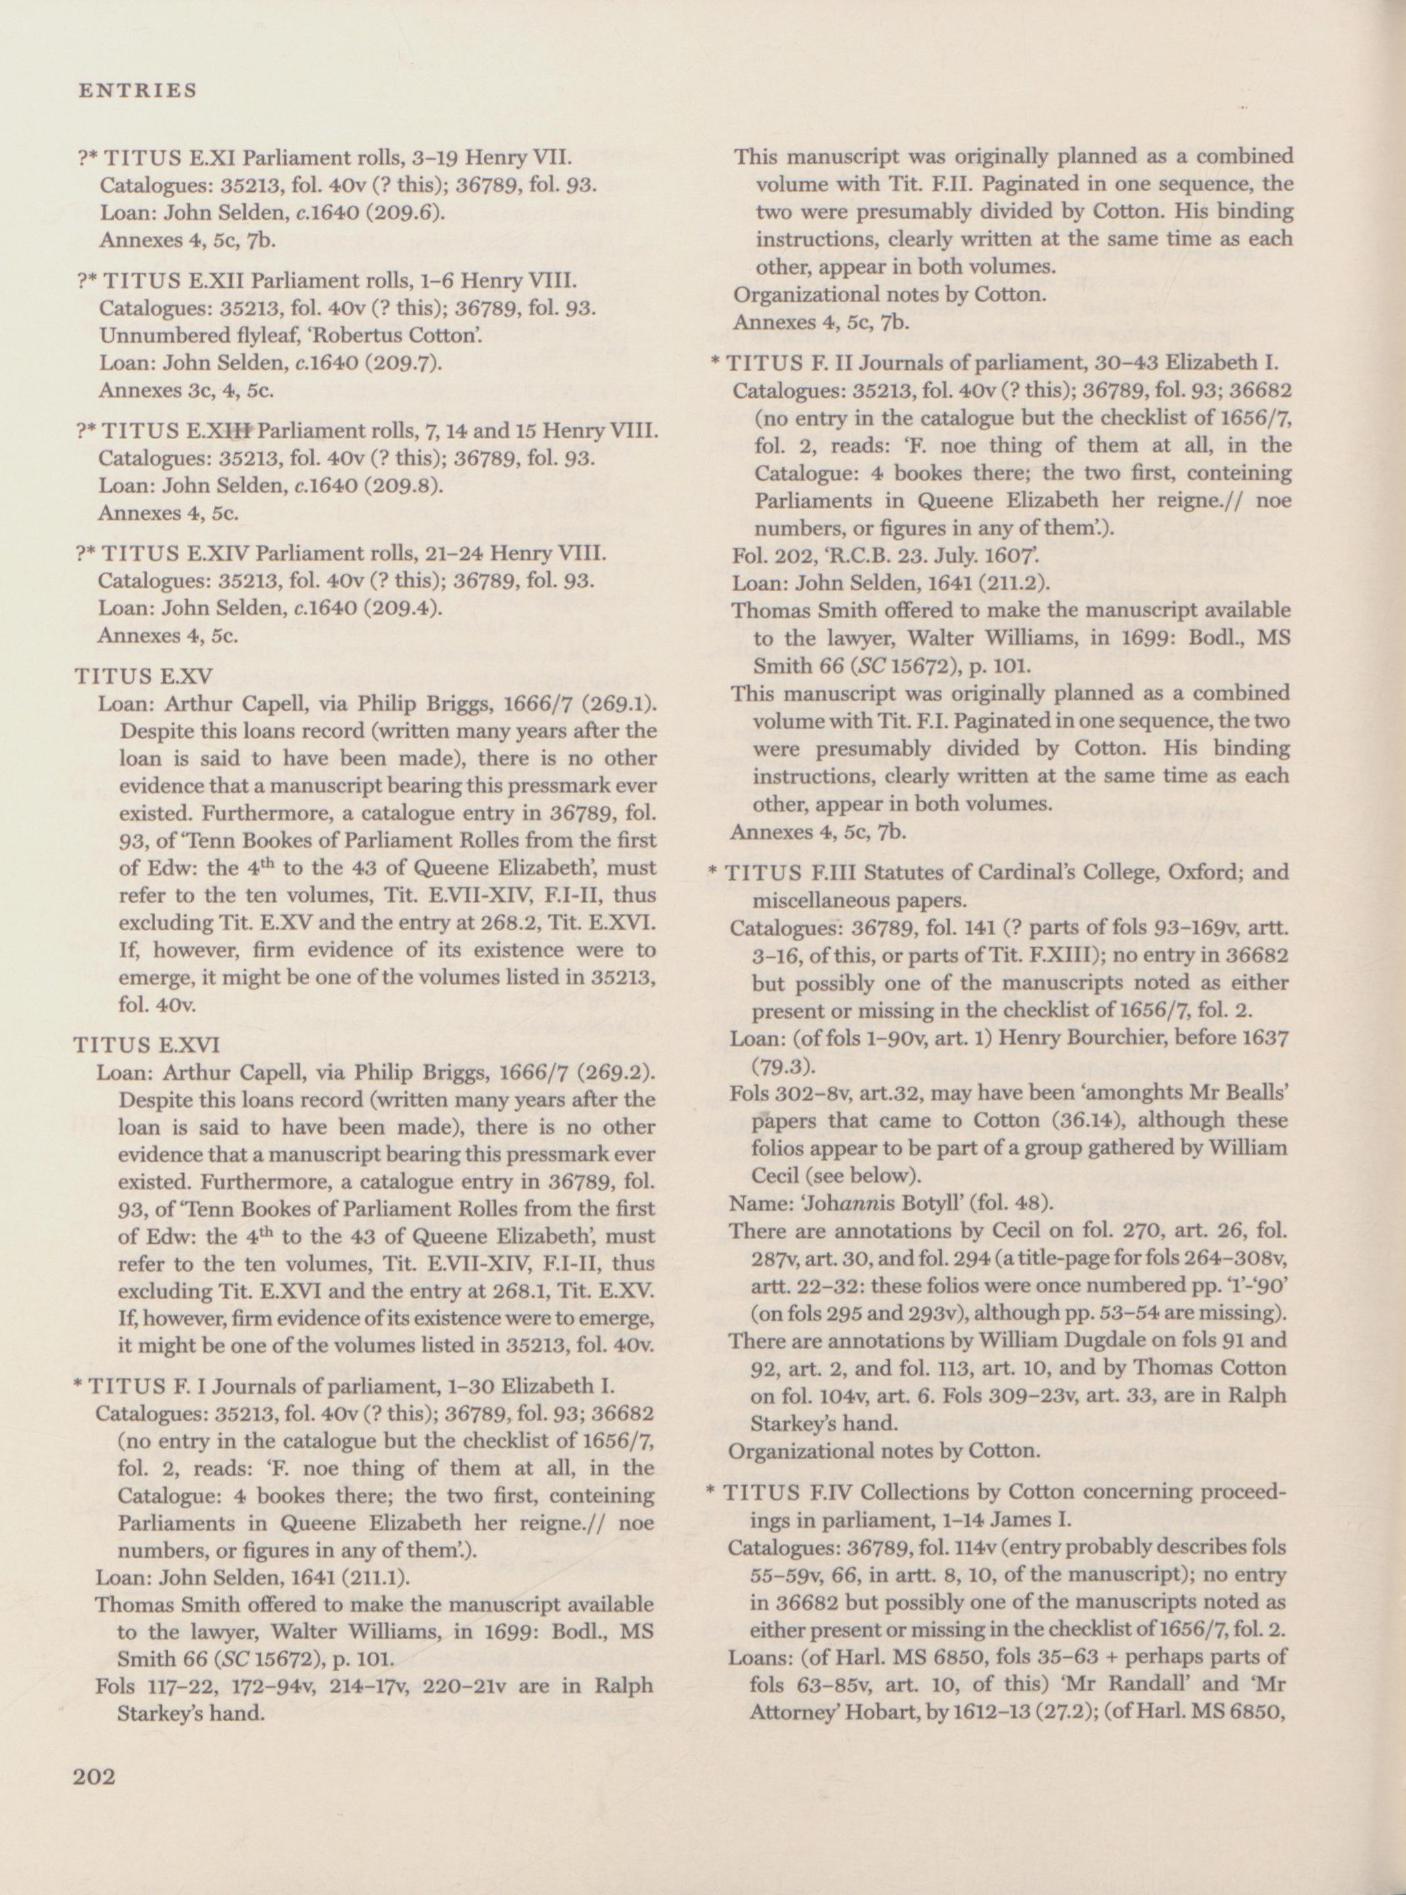 ENTRIES
?* TITUS E.XI Parliament rolls, 3–19 Henry VII.
Catalogues: 35213, fol. 40v (? this); 36789, fol. 93.
Loan: John Selden, c.1640 (209.6).
Annexes 4, 5c, 7b.
?* TITUS E.XII Parliament rolls, 1–6 Henry VIII.
Catalogues: 35213, fol. 40v (? this); 36789, fol. 93.
Unnumbered flyleaf, ‘Robertus Cotton’.
Loan: John Selden, c.1640 (209.7).
Annexes 3c, 4, 5c.
?* TITUS E.XIII Parliament rolls, 7, 14 and 15 Henry VIII.
Catalogues: 35213, fol. 40v (? this); 36789, fol. 93.
Loan: John Selden, c.1640 (209.8).
Annexes 4, 5c.
?* TITUS E.XIV Parliament rolls, 21–24 Henry VIII.
Catalogues: 35213, fol. 40v (? this); 36789, fol. 93.
Loan: John Selden, c.1640 (209.4).
Annexes 4, 5c.
TITUS E.XV
Loan: Arthur Capell, via Philip Briggs, 1666/7 (269.1).
Despite this loans record (written many years after the
loan is said to have been made), there is no other
evidence that a manuscript bearing this pressmark ever
existed. Furthermore, a catalogue entry in 36789, fol.
93, of ‘Tenn Bookes of Parliament Rolles from the first
of Edw: the 4th to the 43 of Queene Elizabeth’, must
refer to the ten volumes, Tit. E.VII-XIV, F.I-II, thus
excluding Tit. E.XV and the entry at 268.2, Tit. E.XVI.
If, however, firm evidence of its existence were to
emerge, it might be one of the volumes listed in 35213,
fol. 40v.
TITUS E.XVI
Loan: Arthur Capell, via Philip Briggs, 1666/7 (269.2).
Despite this loans record (written many years after the
loan is said to have been made), there is no other
evidence that a manuscript bearing this pressmark ever
existed. Furthermore, a catalogue entry in 36789, fol.
93, of ‘Tenn Bookes of Parliament Rolles from the first
of Edw: the 4th to the 43 of Queene Elizabeth’, must
refer to the ten volumes, Tit. E.VII-XIV, F.I-II, thus
excluding Tit. E.XVI and the entry at 268.1, Tit. E.XV.
If, however, firm evidence of its existence were to emerge,
it might be one of the volumes listed in 35213, fol. 40v.
* TITUS F. I Journals of parliament, 1–30 Elizabeth I.
Catalogues: 35213, fol. 40v (? this); 36789, fol. 93; 36682
(no entry in the catalogue but the checklist of 1656/7,
fol. 2, reads: ‘F. noe thing of them at all, in the
Catalogue: 4 bookes there; the two first, conteining
Parliaments in Queene Elizabeth her reigne.// noe
numbers, or figures in any of them’.).
Loan: John Selden, 1641 (211.1).
Thomas Smith offered to make the manuscript available
to the lawyer, Walter Williams, in 1699: Bodl., MS
Smith 66 (SC 15672), p. 101.
Fols 117–22, 172–94v, 214–17v, 220–21v are in Ralph
Starkey’s hand.
This manuscript was originally planned as a combined
volume with Tit. F.II. Paginated in one sequence, the
two were presumably divided by Cotton. His binding
instructions, clearly written at the same time as each
other, appear in both volumes.
Organizational notes by Cotton.
Annexes 4, 5c, 7b.
* TITUS F. II Journals of parliament, 30–43 Elizabeth I.
Catalogues: 35213, fol. 40v (? this); 36789, fol. 93; 36682
(no entry in the catalogue but the checklist of 1656/7,
fol. 2, reads: ‘F. noe thing of them at all, in the
Catalogue: 4 bookes there; the two first, conteining
Parliaments in Queene Elizabeth her reigne.// noe
numbers, or figures in any of them’.).
Fol. 202, ‘R.C.B. 23. July. 1607’.
Loan: John Selden, 1641 (211.2).
Thomas Smith offered to make the manuscript available
to the lawyer, Walter Williams, in 1699: Bodl., MS
Smith 66 (SC 15672), p. 101.
This manuscript was originally planned as a combined
volume with Tit. F.I. Paginated in one sequence, the two
were presumably divided by Cotton. His binding
instructions, clearly written at the same time as each
other, appear in both volumes.
Annexes 4, 5c, 7b.
* TITUS F.III Statutes of Cardinal’s College, Oxford; and
miscellaneous papers.
Catalogues: 36789, fol. 141 (? parts of fols 93–169v, artt.
3–16, of this, or parts of Tit. F.XIII); no entry in 36682
but possibly one of the manuscripts noted as either
present or missing in the checklist of 1656/7, fol. 2.
Loan: (of fols 1–90v, art. 1) Henry Bourchier, before 1637
(79.3).
Fols 302–8v, art.32, may have been ‘amonghts Mr Bealls’
papers that came to Cotton (36.14), although these
folios appear to be part of a group gathered by William
Cecil (see below).
Name: ‘Johannis Botyll’ (fol. 48).
There are annotations by Cecil on fol. 270, art. 26, fol.
287v, art. 30, and fol. 294 (a title-page for fols 264–308v,
artt. 22–32: these folios were once numbered pp. ‘1’-‘90’
(on fols 295 and 293v), although pp. 53–54 are missing).
There are annotations by William Dugdale on fols 91 and
92, art. 2, and fol. 113, art. 10, and by Thomas Cotton
on fol. 104v, art. 6. Fols 309–23v, art. 33, are in Ralph
Starkey’s hand.
Organizational notes by Cotton.
* TITUS F.IV Collections by Cotton concerning proceed-
ings in parliament, 1–14 James I.
Catalogues: 36789, fol. 114v (entry probably describes fols
55–59v, 66, in artt. 8, 10, of the manuscript); no entry
in 36682 but possibly one of the manuscripts noted as
either present or missing in the checklist of 1656/7, fol. 2.
Loans: (of Harl. MS 6850, fols 35–63 + perhaps parts of
fols 63–85v, art. 10, of this) ‘Mr Randall’ and ‘Mr
Attorney’ Hobart, by 1612–13 (27.2); (of Harl. MS 6850,
202